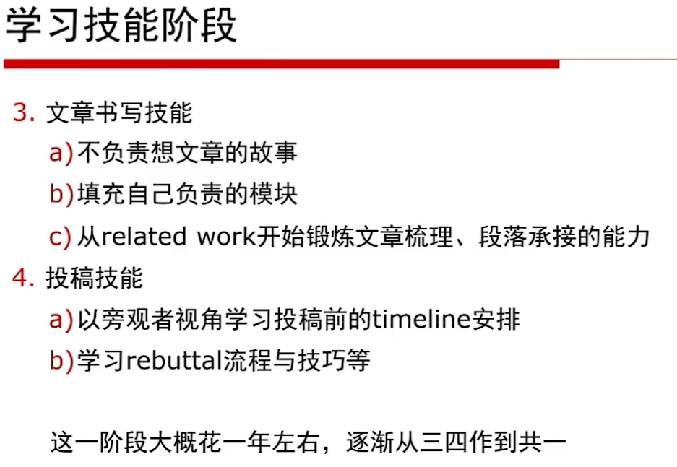 学习技能阶段
3. 文章书写技能
a)不负责想文章的故事
b)填充自己负责的模块
c)从related work开始锻炼文章梳理、段落承接的能力
4. 投稿技能
a)以旁观者视角学习投稿前的timeline安排
b)学习rebuttal流程与技巧等
这一阶段大概花一年左右，逐渐从三四作到共一